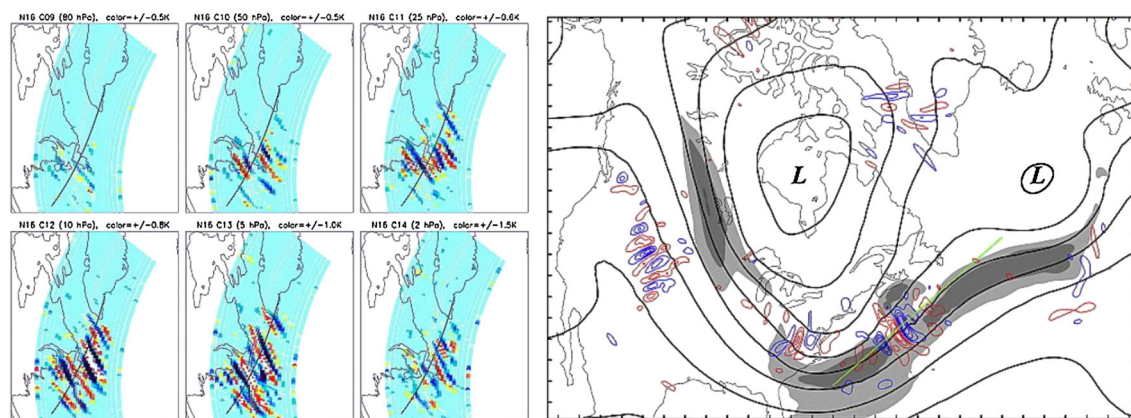 N16 C09 (80 hPa), color=+/-0.5K
N16 C10 (50 hPa), color=+/-0.5K
N16 C11 (25 hPa), color=+/-0.6K
N16 C12 (10 hPa), color=+/-0.8K
N16 C13 (5 hPa), color=+/-1.0K
N16 C14 (2 hPa), color=+/-1.5K
L
L